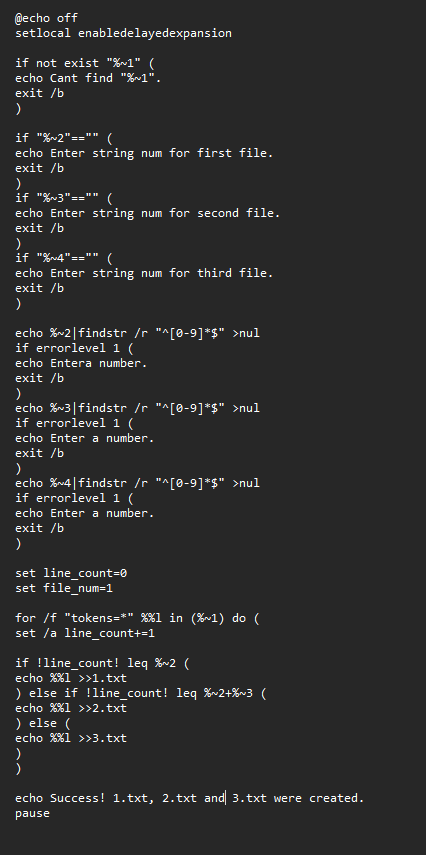 @echo off
setlocal enabledelayedexpansion
if not exist "%~1" (
echo Cant find "%~1".
exit /b
)
if "%~2"=="" (
echo Enter string num for first file.
exit /b
)
if "%~3"=="" (
echo Enter string num for second file.
exit /b
)
if "%~4"=="" (
echo Enter string num for third file.
exit /b
)
echo %~2|findstr /r "^[0-9]*$" >nul
if errorlevel 1 (
echo Entera number.
exit /b
)
echo %~3|findstr /r "^[0-9]*$" >nul
if errorlevel 1 (
echo Enter a number.
exit /b
)
echo %~4|findstr /r "^[0-9]*$" >nul
if errorlevel 1 (
echo Enter a number.
exit /b
)
set line_count=0
set file_num=1
for /f "tokens=*" %%l in (%~1) do (
set /a line_count+=1
if !line_count! leq %~2 (
echo %%l >>1.txt
) else if !line_count! leq %~2+%~3 (
echo %%l >>2.txt
) else (
echo %%l >>3.txt
)
)
echo Success! 1.txt, 2.txt and 3.txt were created.
pause